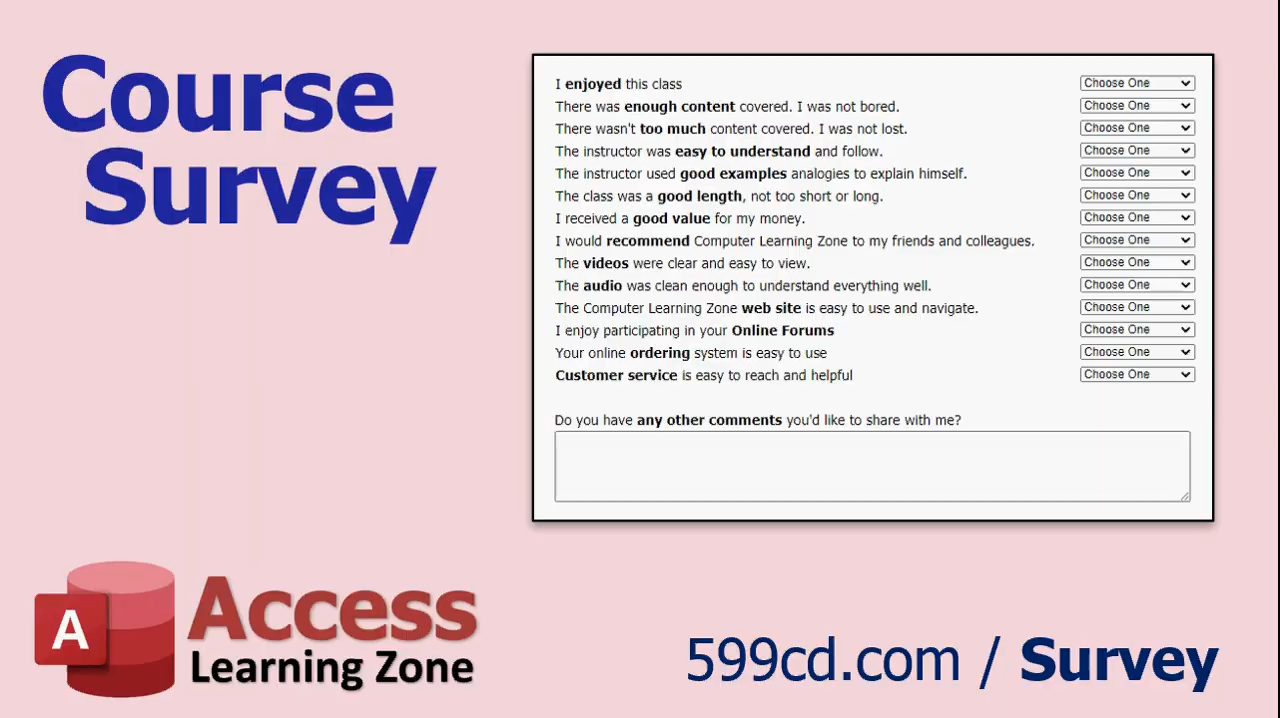 Course
Survey
I enjoyed this class Choose One
There was enough content covered. I was not bored. Choose One
There wasn't too much content covered. I was not lost. Choose One
The instructor was easy to understand and follow. Choose One
The instructor used good examples analogies to explain himself. Choose One
The class was a good length, not too short or long. Choose One
I received a good value for my money. Choose One
I would recommend Computer Learning Zone to my friends and colleagues. Choose One
The videos were clear and easy to view. Choose One
The audio was clean enough to understand everything well. Choose One
The Computer Learning Zone web site is easy to use and navigate. Choose One
I enjoy participating in your Online Forums Choose One
Your online ordering system is easy to use Choose One
Customer service is easy to reach and helpful Choose One
Do you have any other comments you'd like to share with me?
A
Access
Learning Zone
599cd.com / Survey